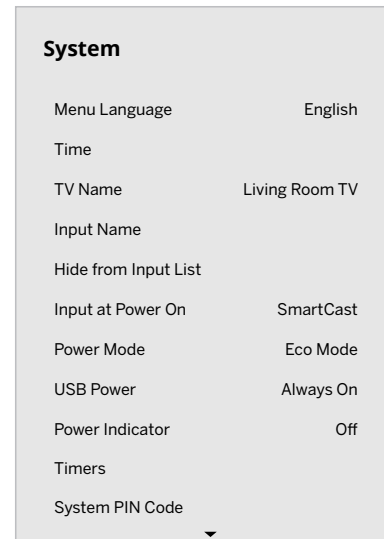 System
Menu Language English
Time
TV Name Living Room TV
Input Name
Hide from Input List
Input at Power On SmartCast
Power Mode Eco Mode
USB Power Always On
Power Indicator Off
Timers
System PIN Code